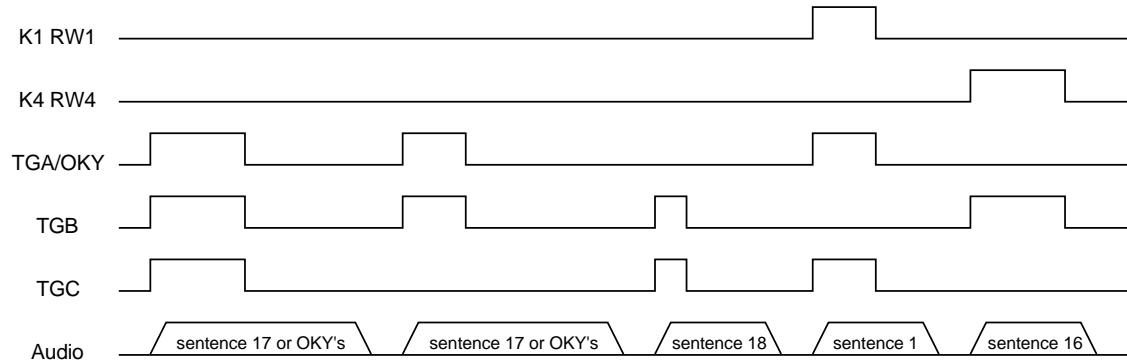 K1 RW1
K4 RW4
TGA/OKY
TGB
TGC
Audio
sentence 17 or OKY's
sentence 17 or OKY's
sentence 18
sentence 1
sentence 16